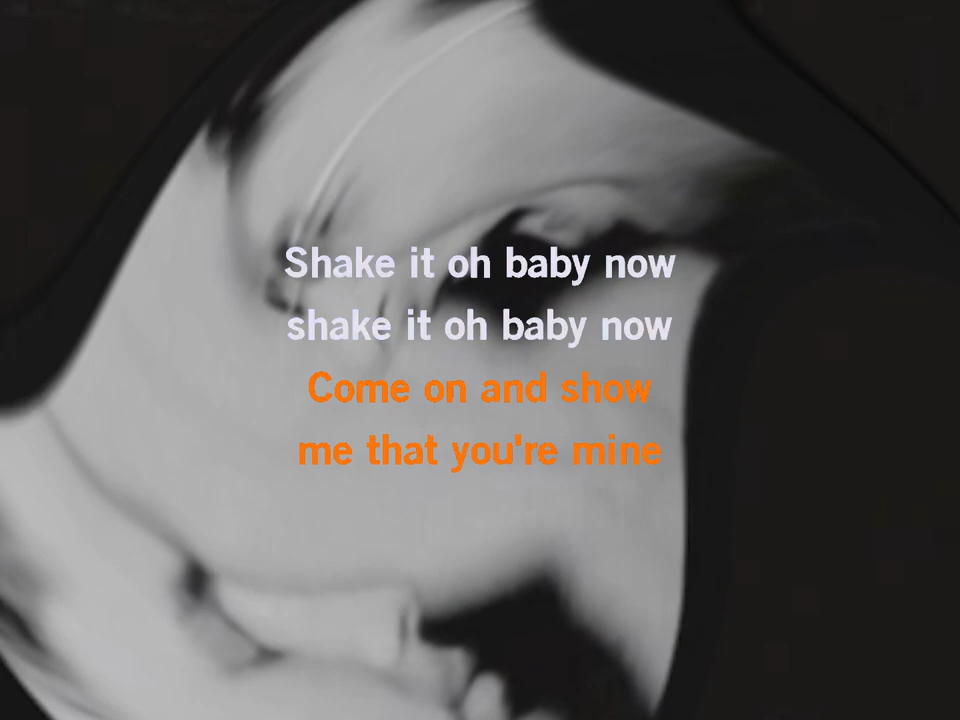 Shake it oh baby now
shake it oh baby now
Come on and show
me that you're mine